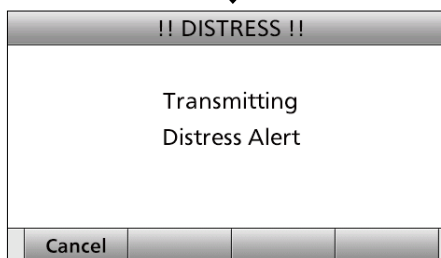 !! DISTRESS !!
Transmitting
Distress Alert
Cancel